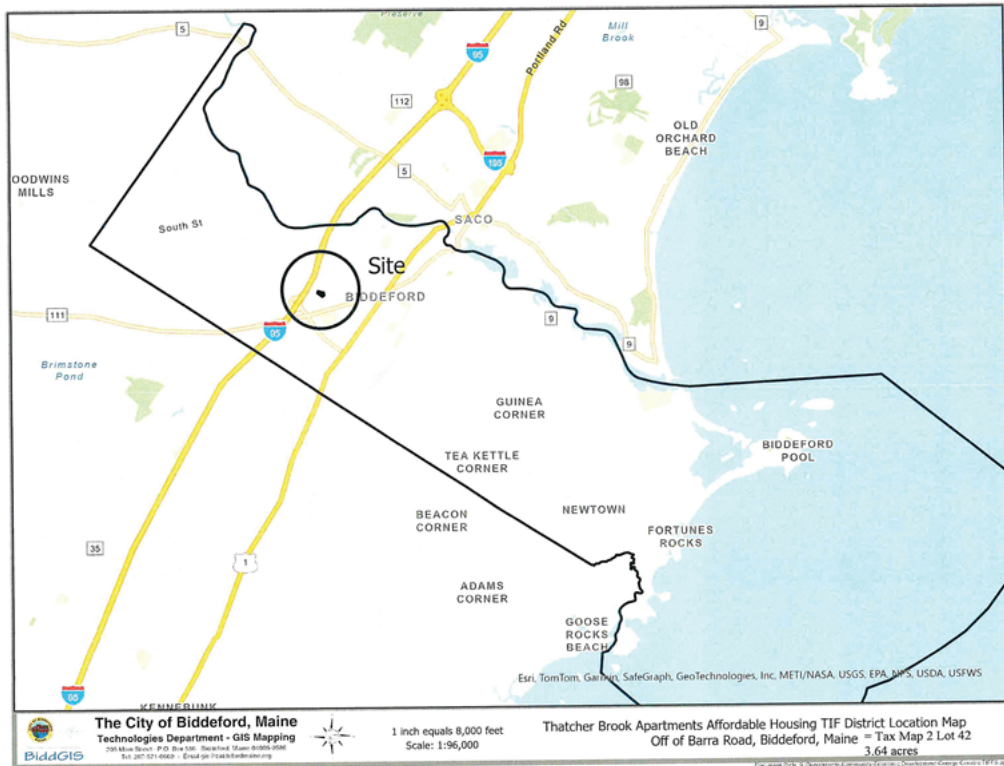 Preserve
Mill
Brook
5
95
Portland Rd
9
98
112
OLD
ORCHARD
BEACH
195
5
OODWINS
MILLS
SACO
South St
Site
BIDDEFORD
111
95
9
9
Brimstone
Pond
GUINEA
CORNER
BIDDEFORD
POOL
TEA KETTLE
CORNER
BEACON
CORNER
NEWTOWN
FORTUNES
ROCKS
35
1
ADAMS
CORNER
GOOSE
ROCKS
BEACH
Esri, TomTom, Garmin, SafeGraph, GeoTechnologies, Inc, METI/NASA, USGS, EPA, NPS, USDA, USFWS
95
KENNEBUNK
BiddGIS
The City of Biddeford, Maine
Technologies Department - GIS Mapping
1 inch equals 8,000 feet
Scale: 1:96,000
Thatcher Brook Apartments Affordable Housing TIF District Location Map
Off of Barra Road, Biddeford, Maine = Tax Map 2 Lot 42
3.64 acres